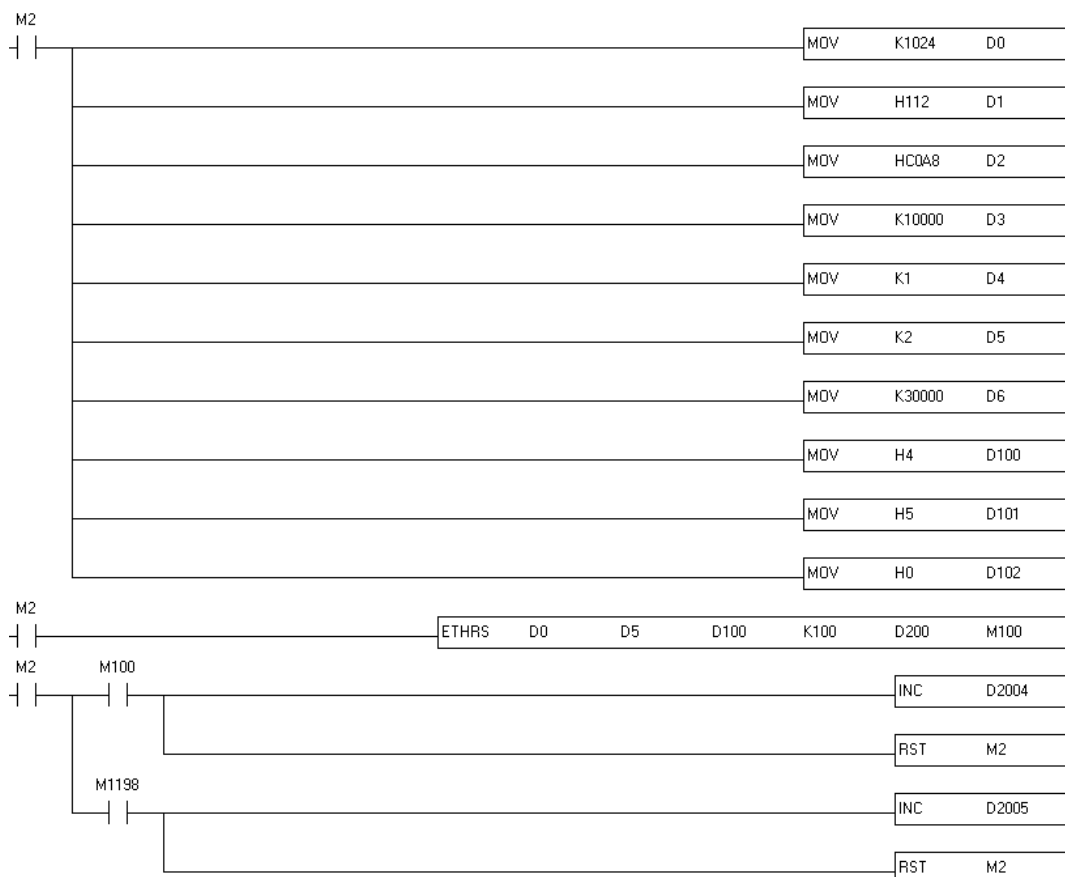 M2
MOV K1024 D0
MOV H112 D1
MOV HC0A8 D2
MOV K10000 D3
MOV K1 D4
MOV K2 D5
MOV K30000 D6
MOV H4 D100
MOV H5 D101
MOV H0 D102
M2
ETHRS D0 D5 D100 K100 D200 M100
M2 M100
INC D2004
RST M2
M1198
INC D2005
RST M2